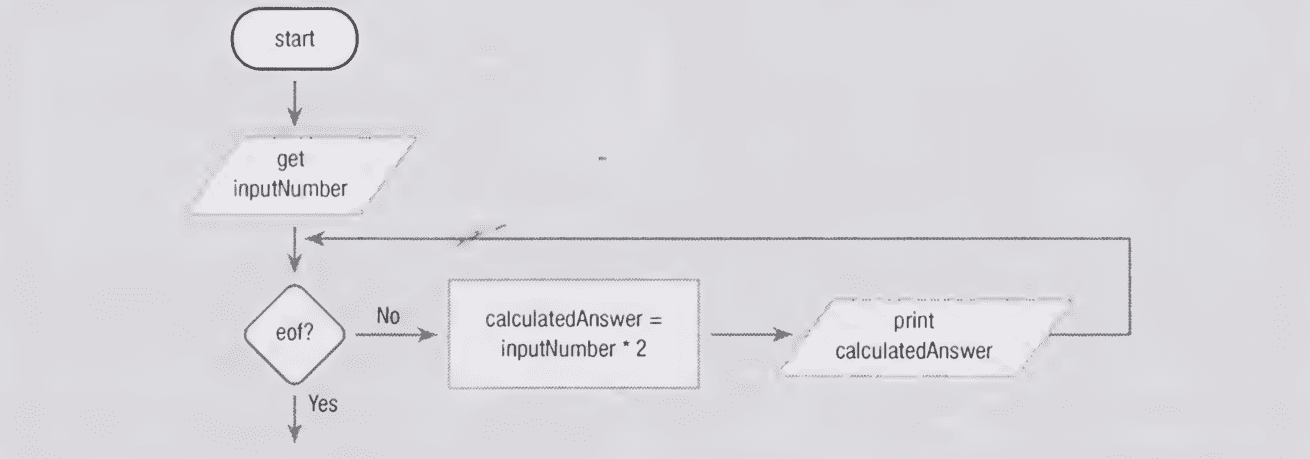 start
get
inputNumber
eof?
No
calculatedAnswer =
inputNumber * 2
print
calculatedAnswer
Yes